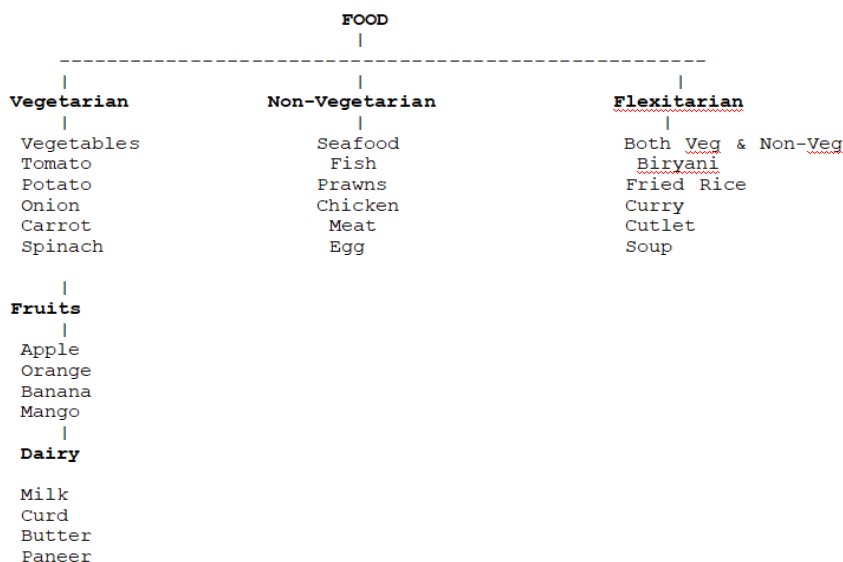 FOOD
Vegetarian Non-Vegetarian Flexitarian
Vegetables Seafood Both Veg & Non-Veg
Tomato Fish Biryani
Potato Prawns Fried Rice
Onion Chicken Curry
Carrot Meat Cutlet
Spinach Egg Soup
Fruits
Apple
Orange
Banana
Mango
Dairy
Milk
Curd
Butter
Paneer